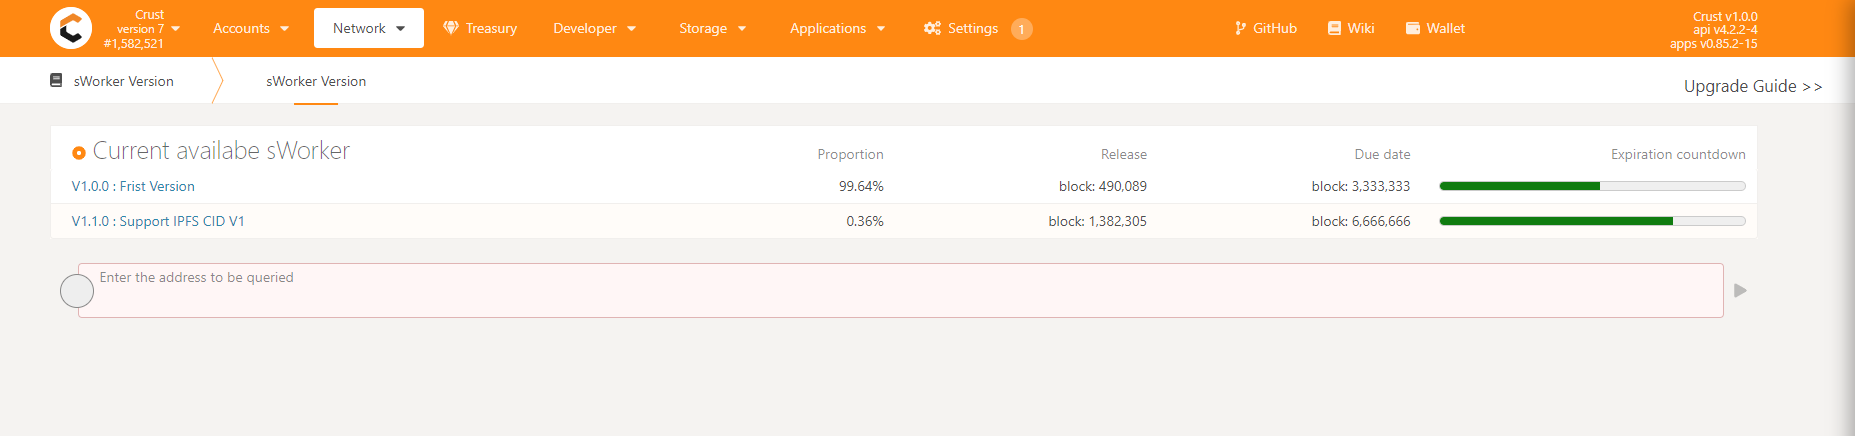 Crust
version 7
#1,582,521
Accounts
Network
Treasury
Developer
Storage
Applications
Settings
1
GitHub
Wiki
Wallet
Crust v1.0.0
api v4.2.2-4
apps v0.85.2-15
sWorker Version
sWorker Version
Upgrade Guide >>
Current availabe sWorker Proportion Release Due date Expiration countdown
V1.0.0 : Frist Version 99.64% block: 490,089 block: 3,333,333
V1.1.0 : Support IPFS CID V1 0.36% block: 1,382,305 block: 6,666,666
Enter the address to be queried